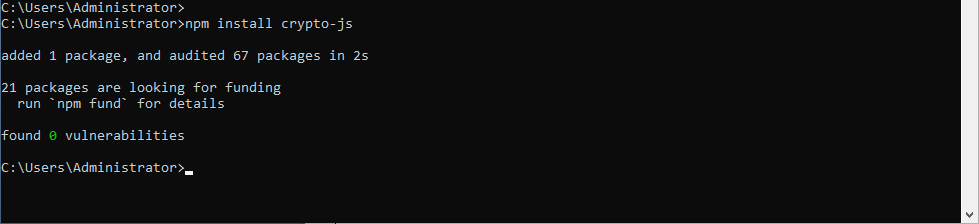 C:\Users\Administrator>
C:\Users\Administrator>npm install crypto-js
added 1 package, and audited 67 packages in 2s
21 packages are looking for funding
  run `npm fund` for details
found 0 vulnerabilities
C:\Users\Administrator>